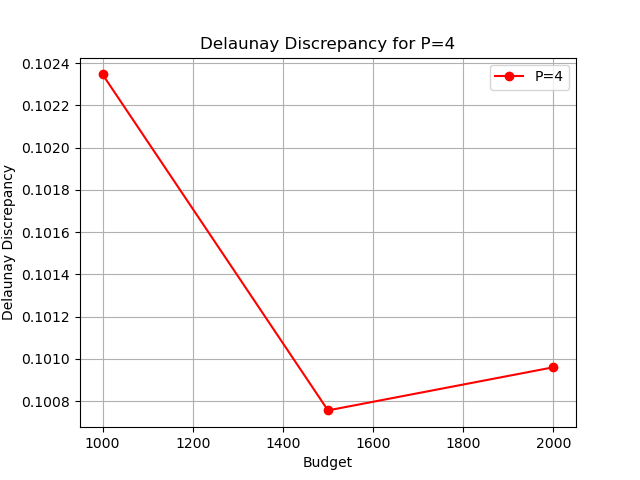 Delaunay Discrepancy for P=4
P=4
Delaunay Discrepancy
0.1024
0.1022
0.1020
0.1018
0.1016
0.1014
0.1012
0.1010
0.1008
1000 1200 1400 1600 1800 2000
Budget